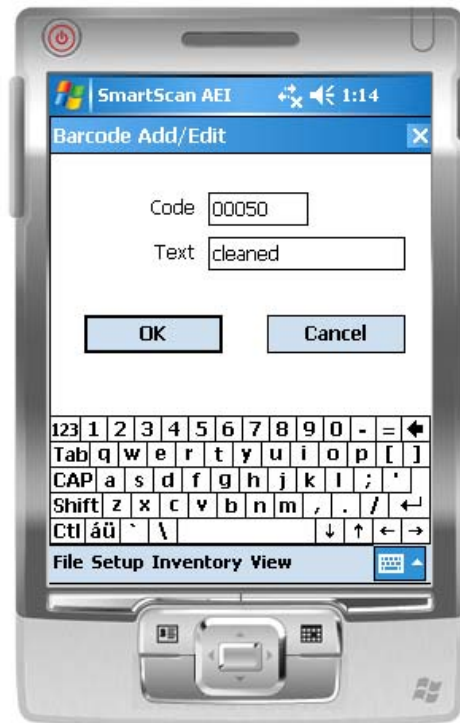 SmartScan AEI 1:14
Barcode Add/Edit
Code 00050
Text cleaned
OK Cancel
123 1 2 3 4 5 6 7 8 9 0 - =
Tab q w e r t y u i o p [ ]
CAP a s d f g h j k l ; '
Shift z x c v b n m , . /
Ctl áü ` \
File Setup Inventory View